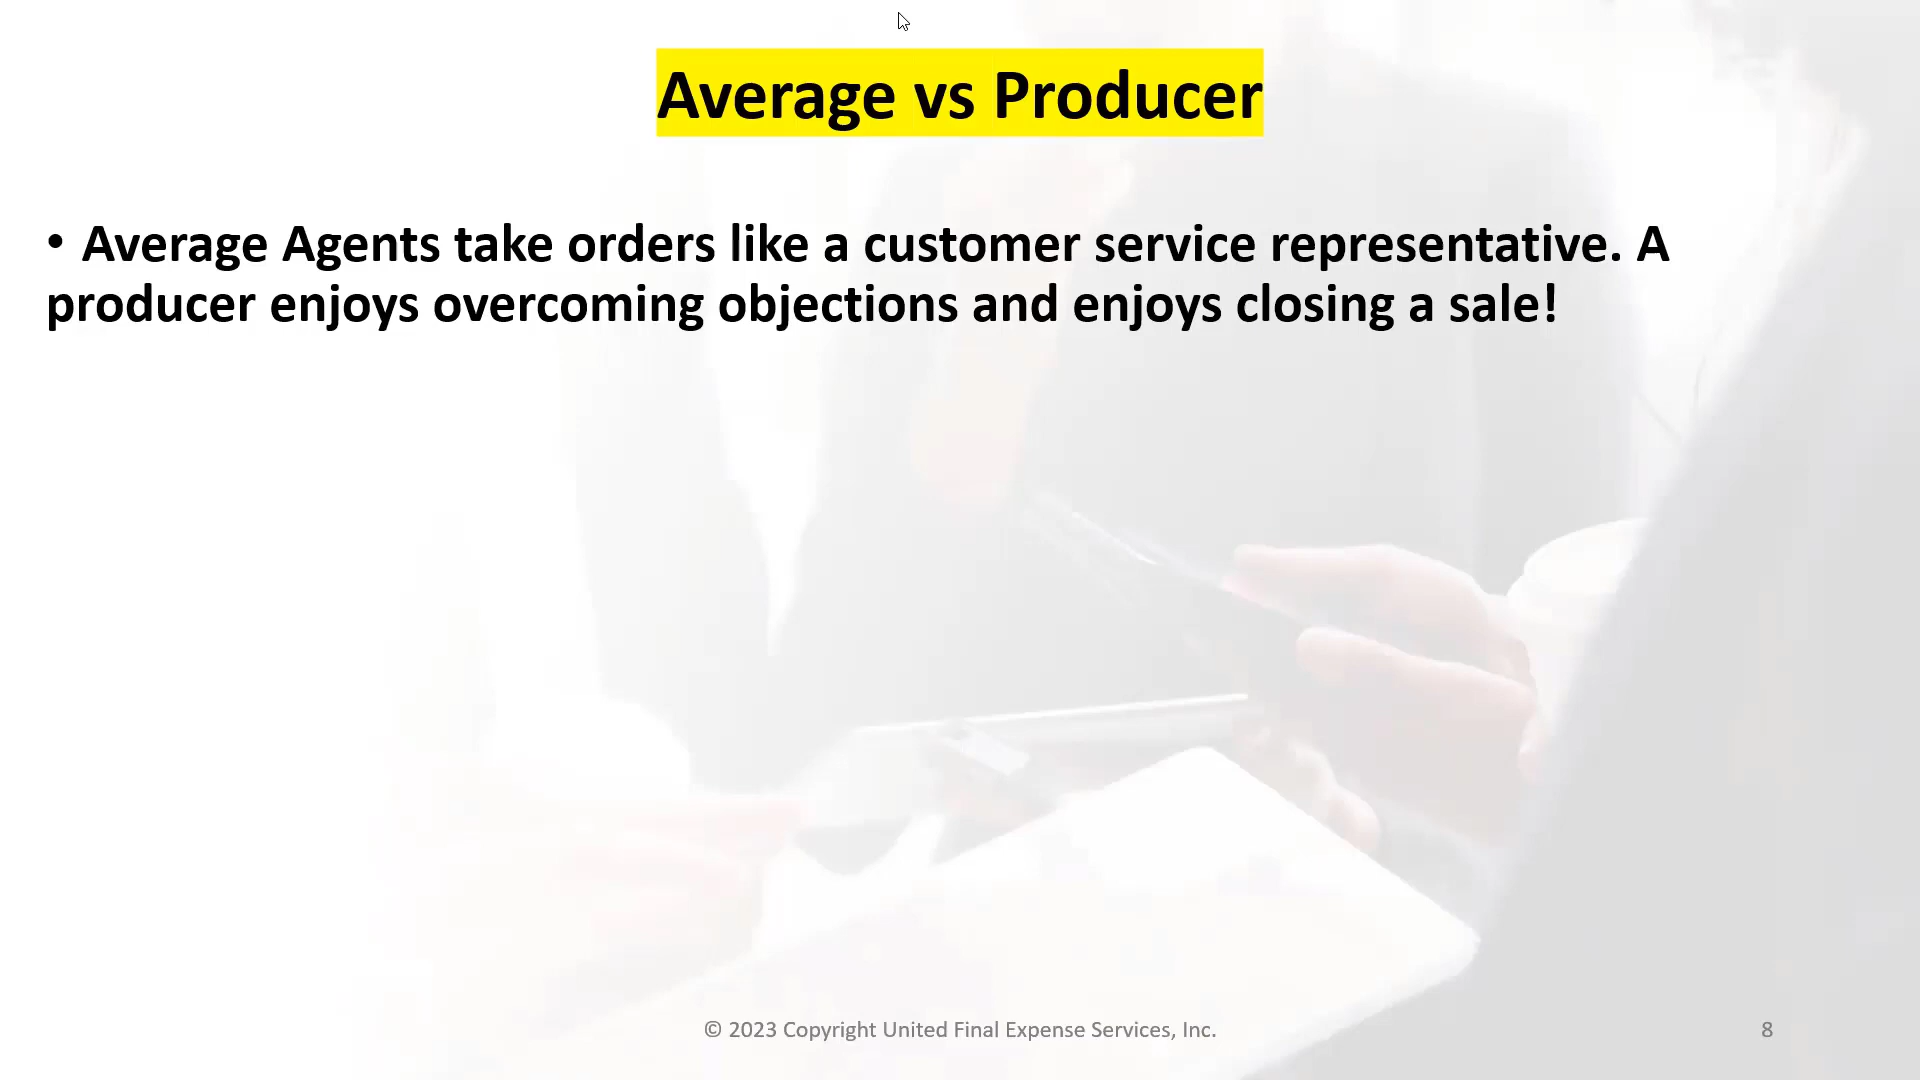 Average vs Producer
• Average Agents take orders like a customer service representative. A
producer enjoys overcoming objections and enjoys closing a sale!
© 2023 Copyright United Final Expense Services, Inc.
8